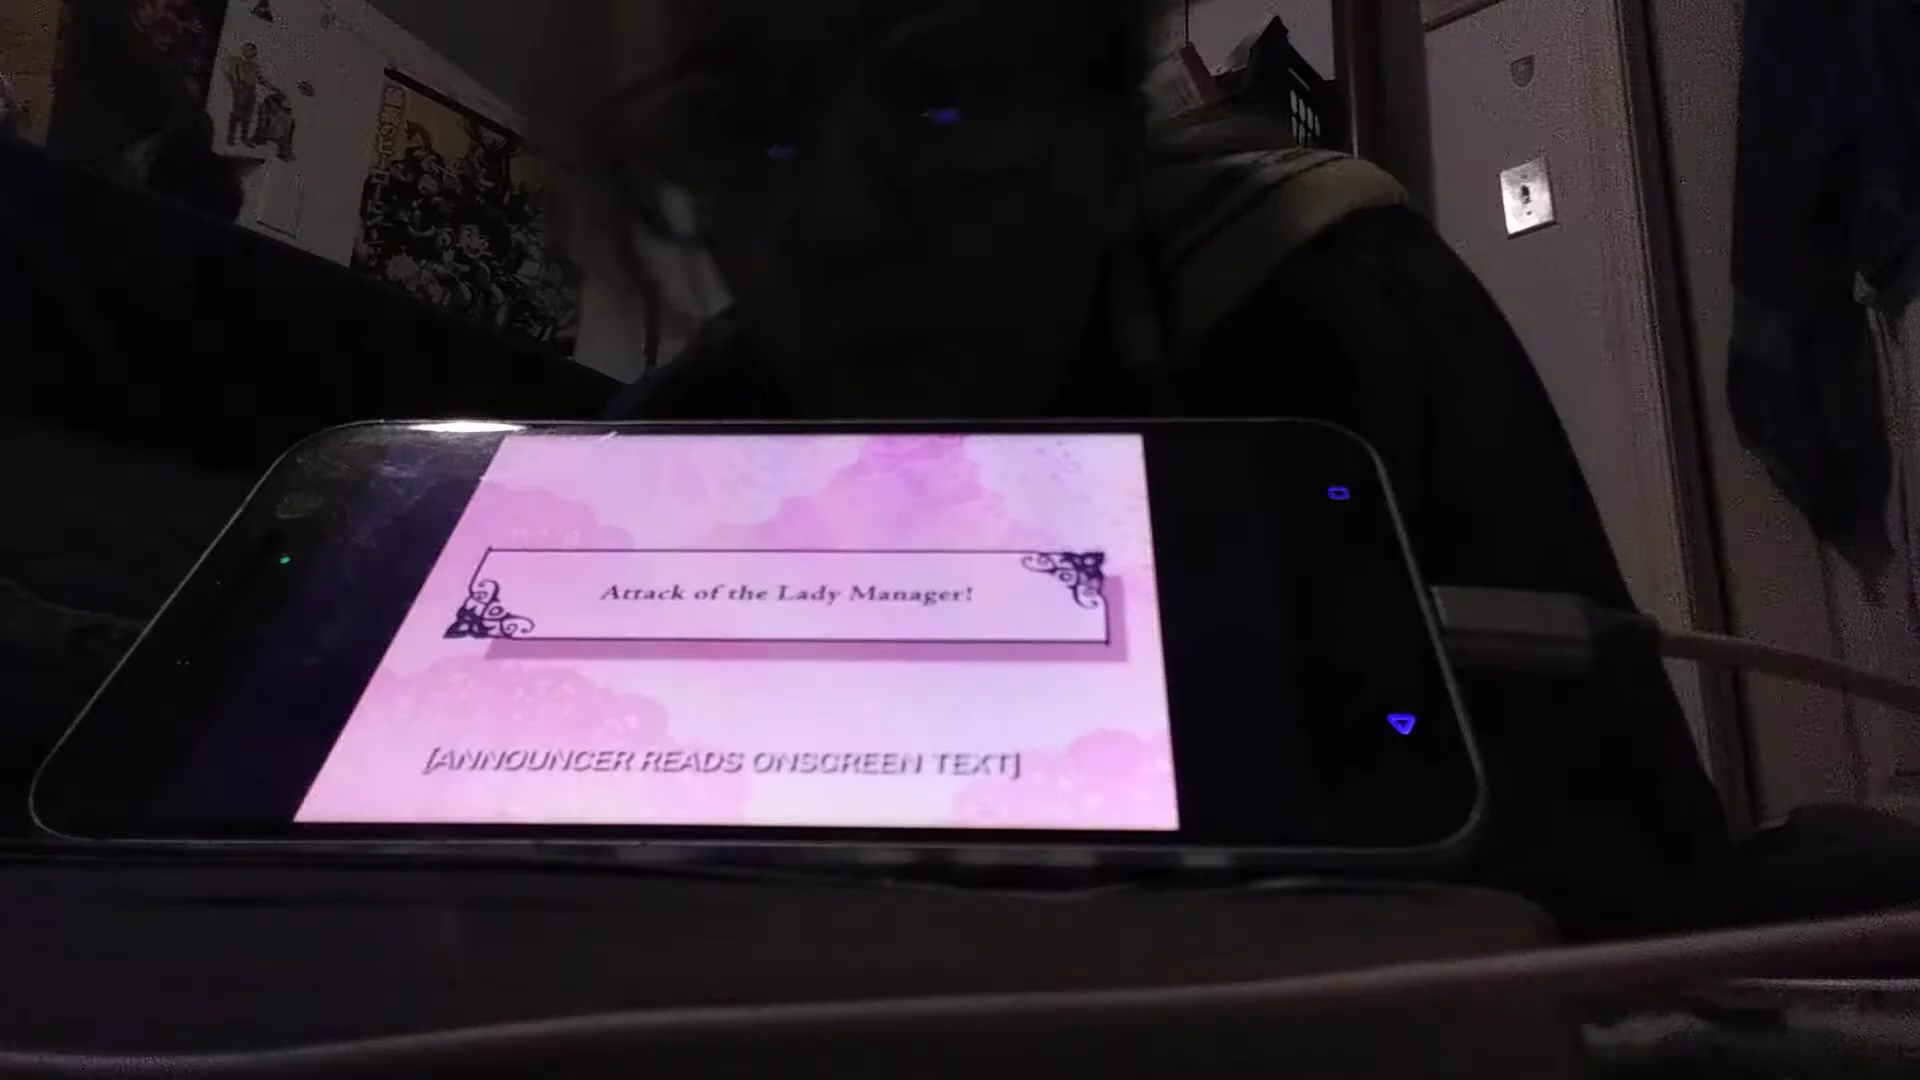 Attack of the Lady Manager!
[ANNOUNCER READS ONSCREEN TEXT]